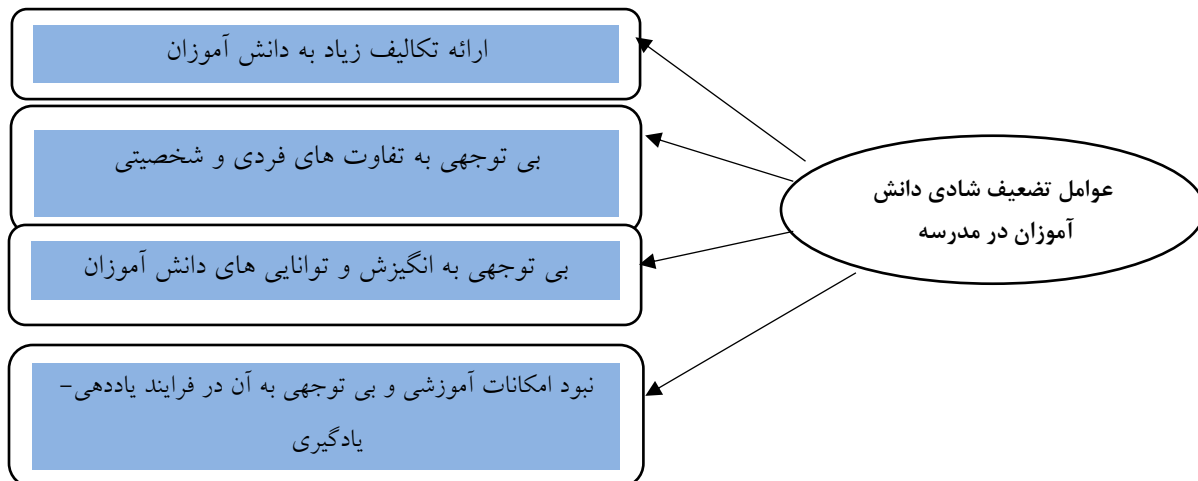 ارائه تکالیف زیاد به دانش آموزان
بی توجهی به تفاوت های فردی و شخصیتی
عوامل تضعیف شادی دانش
آموزان در مدرسه
بی توجهی به انگیزش و توانایی های دانش آموزان
نبود امکانات آموزشی و بی توجهی به آن در فرایند یاددهی-
یادگیری